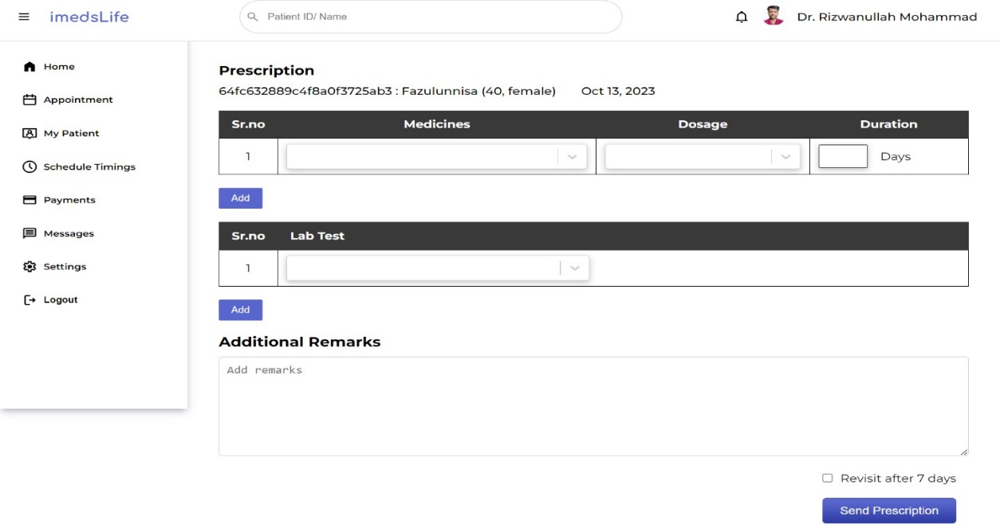 imedsLife
Patient ID/ Name
Dr. Rizwanullah Mohammad
Home
Appointment
My Patient
Schedule Timings
Payments
Messages
Settings
Logout
Prescription
64fc632889c4f8a0f3725ab3 : Fazulunnisa (40, female) Oct 13, 2023
Sr.no Medicines Dosage Duration
1 Days
Add
Sr.no Lab Test
1
Add
Additional Remarks
Add remarks
Revisit after 7 days
Send Prescription